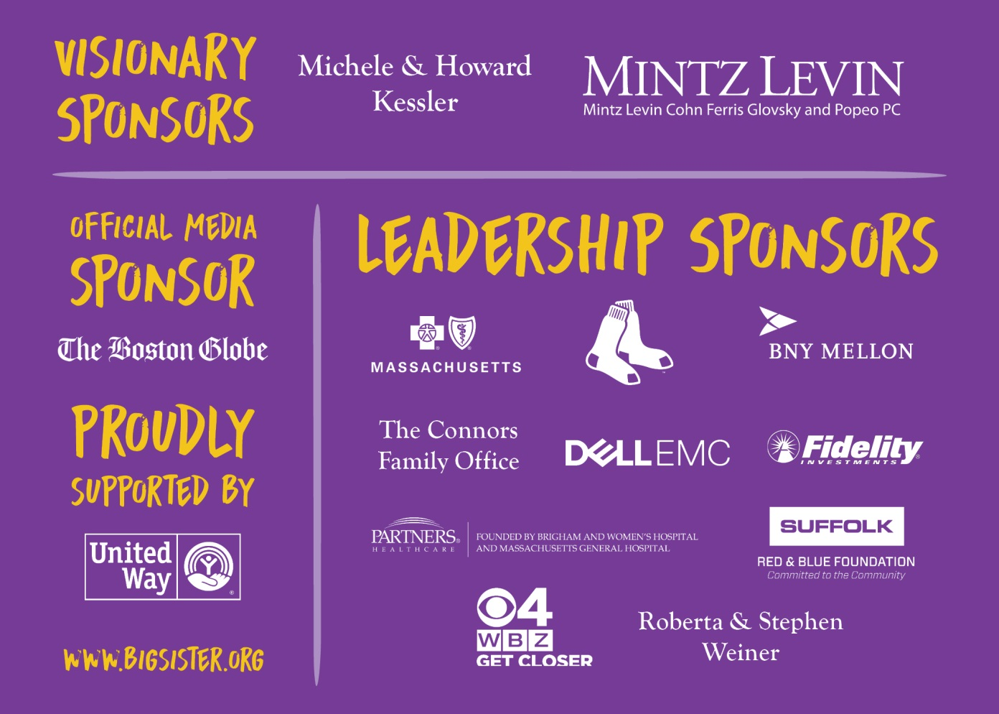 VISIONARY
SPONSORS
Michele & Howard
Kessler
MINTZ LEVIN
Mintz Levin Cohn Ferris Glovsky and Popeo PC
OFFICIAL MEDIA
SPONSOR
The Boston Globe
PROUDLY
SUPPORTED BY
United
Way
WWW.BIGSISTER.ORG
LEADERSHIP SPONSORS
MASSACHUSETTS
BNY MELLON
The Connors
Family Office
DELL EMC
Fidelity
INVESTMENTS
PARTNERS
HEALTHCARE
FOUNDED BY BRIGHAM AND WOMEN'S HOSPITAL
AND MASSACHUSETTS GENERAL HOSPITAL
SUFFOLK
RED & BLUE FOUNDATION
Committed to the Community
4
WBZ
GET CLOSER
Roberta & Stephen
Weiner